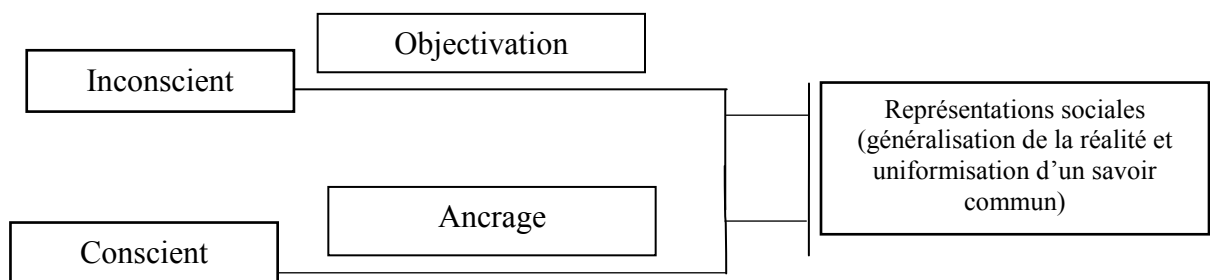 Objectivation
Inconscient
Représentations sociales
(généralisation de la réalité et
uniformisation d’un savoir
commun)
Ancrage
Conscient